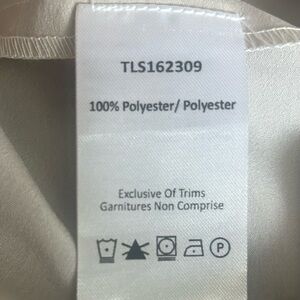 TLS162309
100% Polyester/ Polyester
Exclusive Of Trims
Garnitures Non Comprise
P